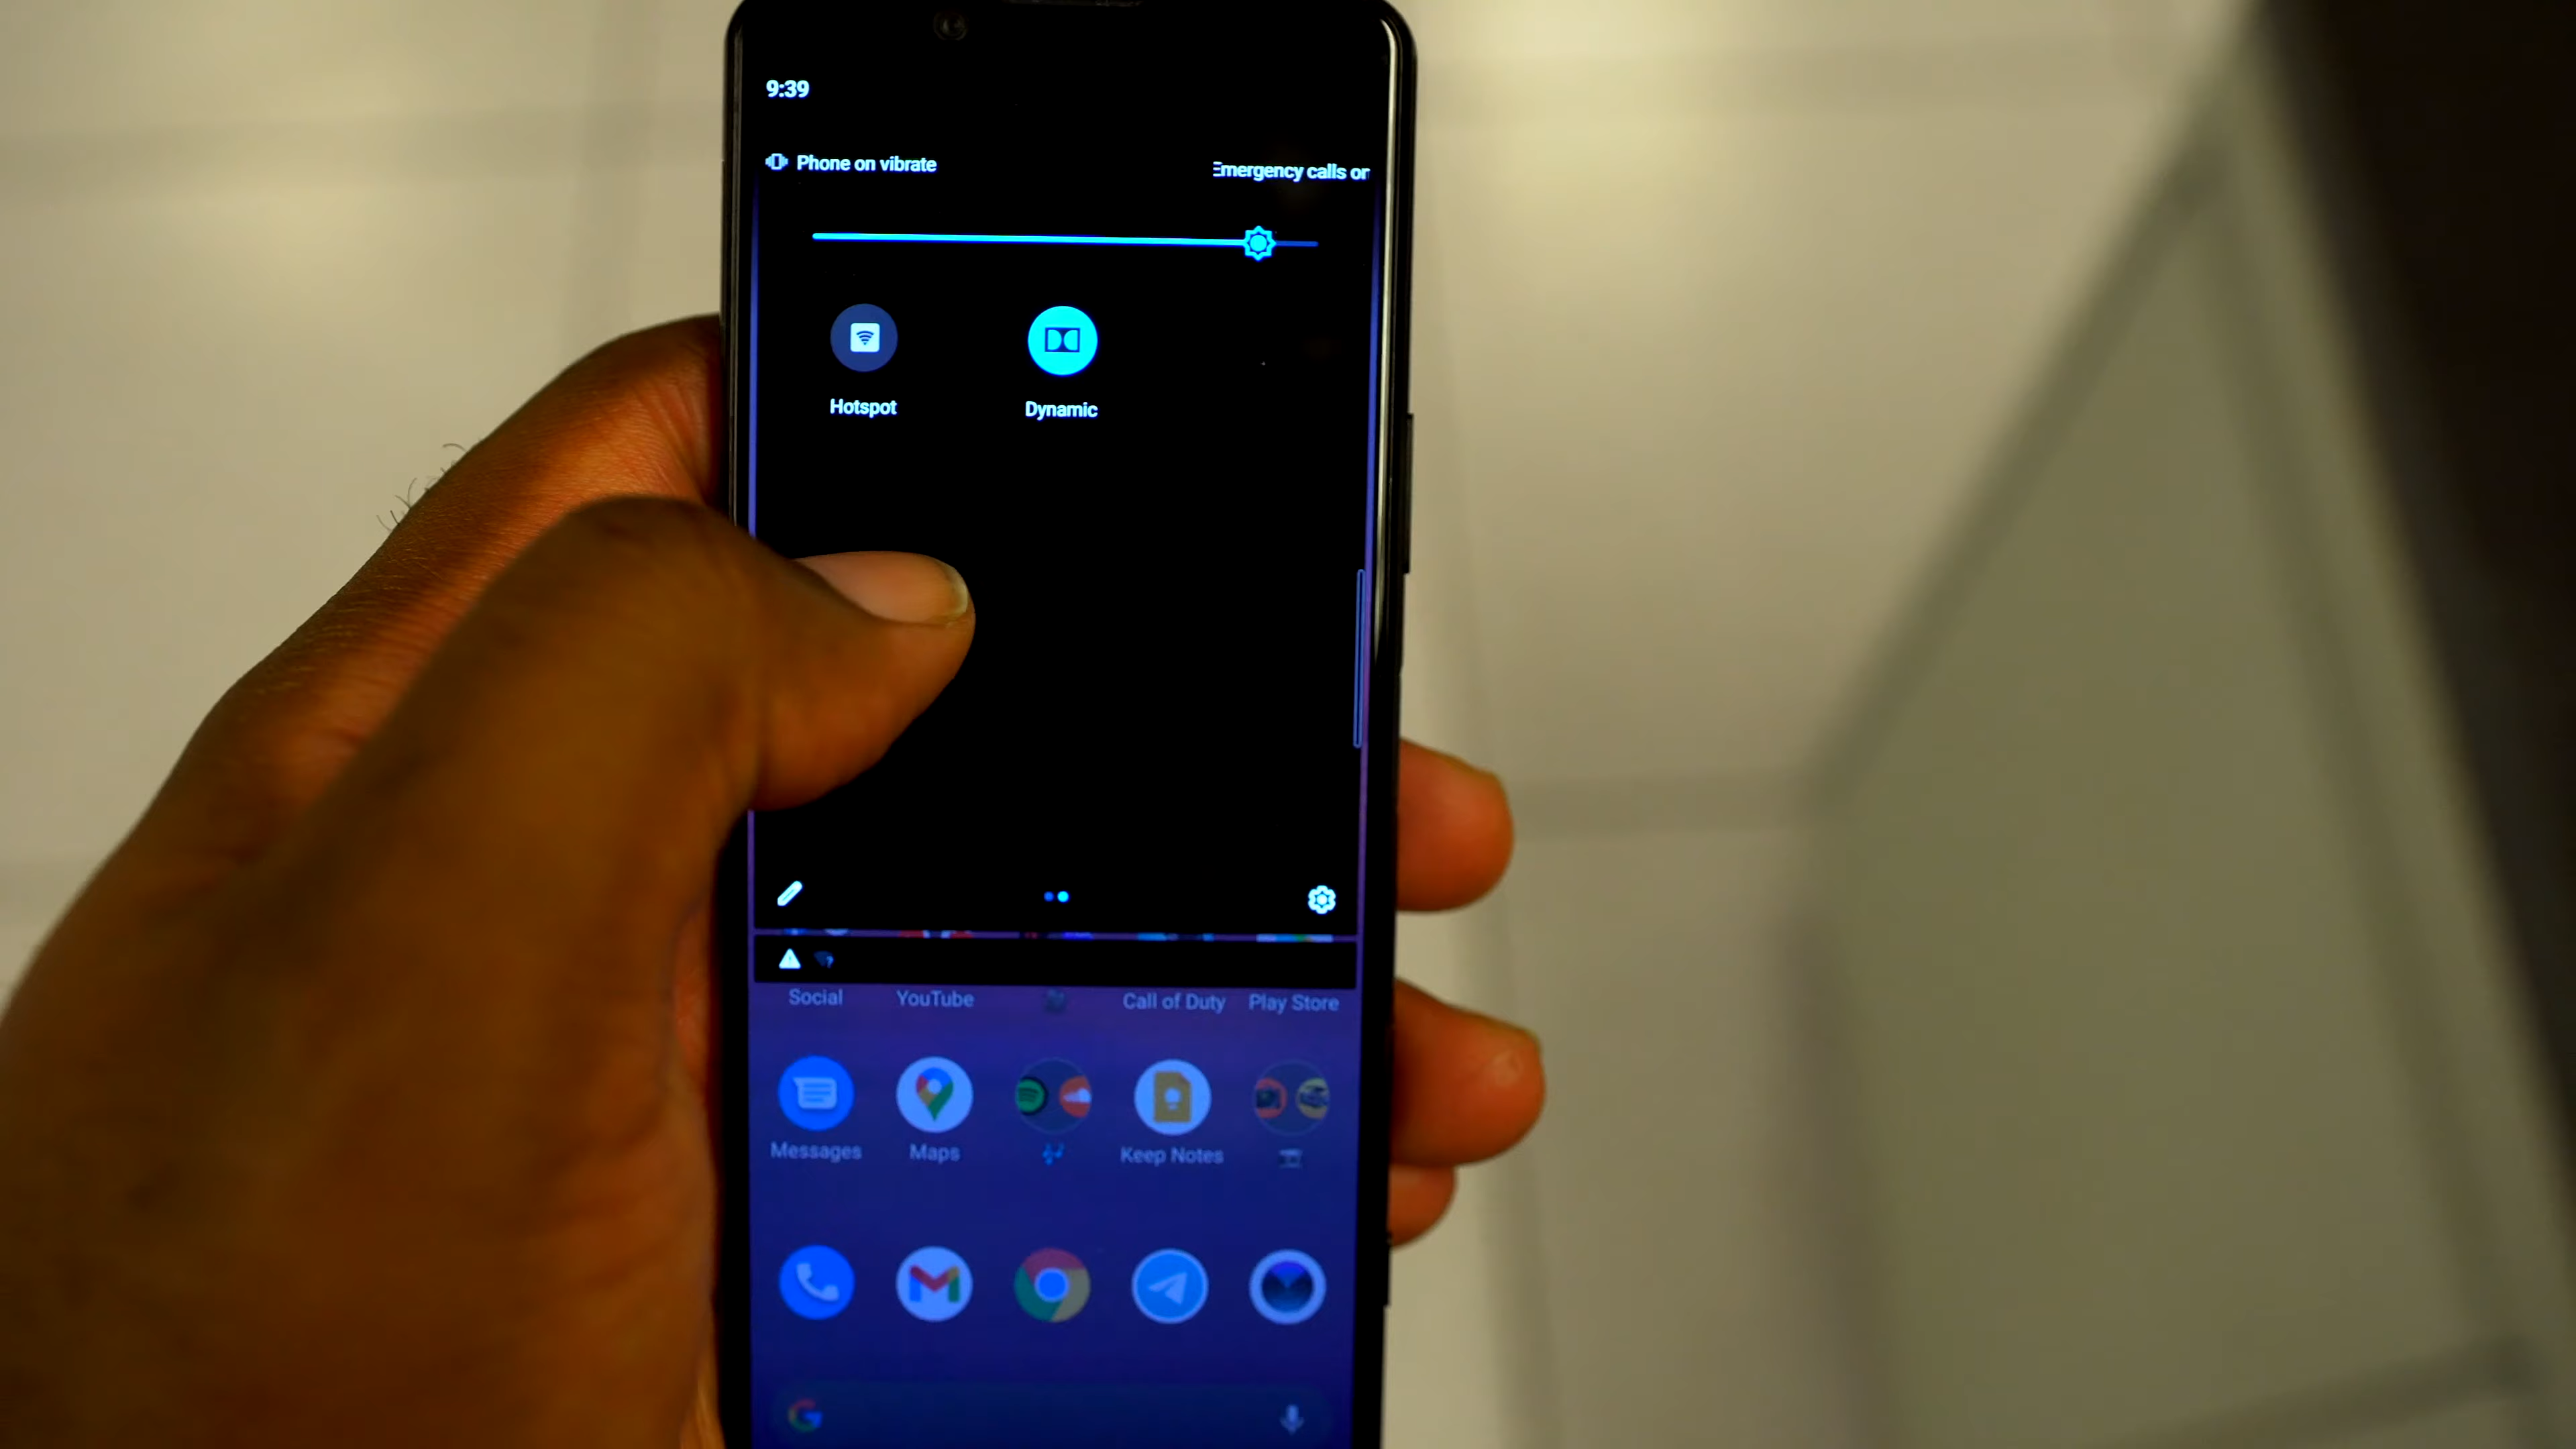 9:39
Phone on vibrate
Emergency calls on
Hotspot
Dynamic
Social
YouTube
Call of Duty
Play Store
Messages
Maps
Keep Notes